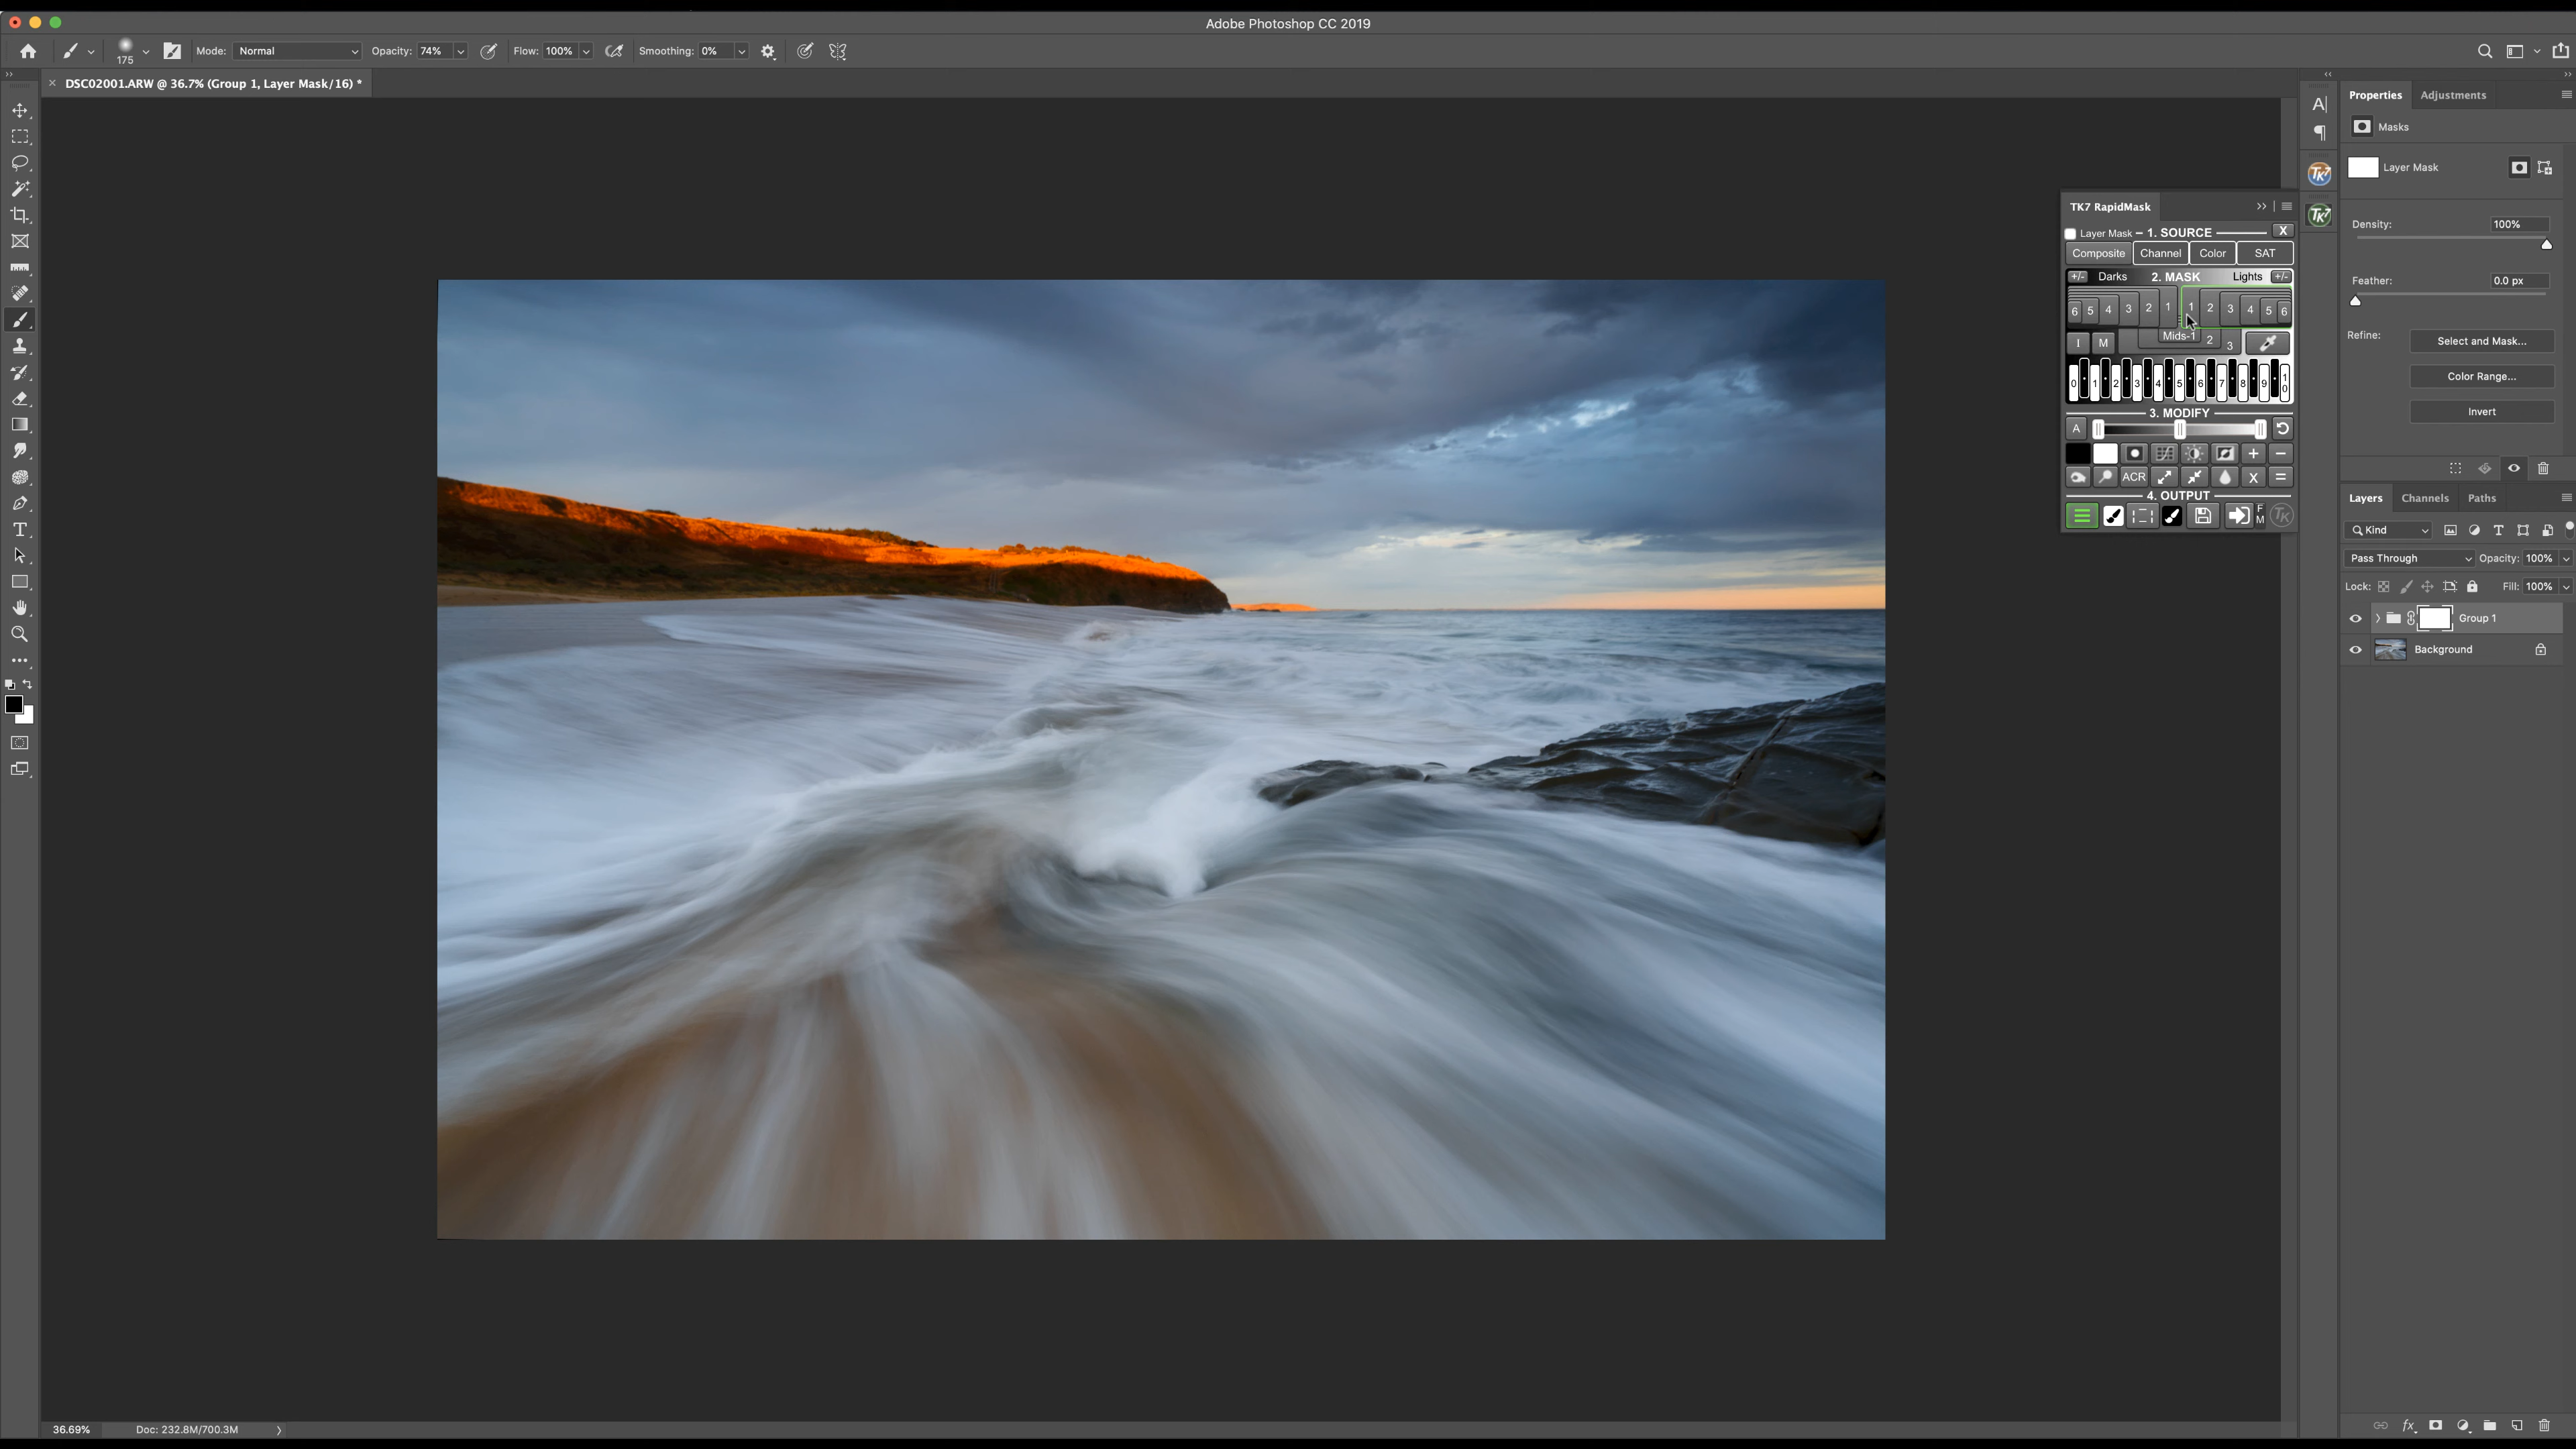 Adobe Photoshop CC 2019
175
Mode: Normal Opacity: 74% Flow: 100% Smoothing: 0%
DSC02001.ARW @ 36.7% (Group 1, Layer Mask/16) *
Properties Adjustments
Masks
Layer Mask
Density: 100%
Feather: 0.0 px
Refine: Select and Mask...
Color Range...
Invert
TK7 RapidMask
Layer Mask 1. SOURCE X
Composite Channel Color SAT
+/- Darks 2. MASK Lights +/-
6 5 4 3 2 1 1 2 3 4 5 6
I M Mids-1 2 3
0 1 2 3 4 5 6 7 8 9 10
3. MODIFY
A
+ −
ACR X =
4. OUTPUT
F M TK
Layers Channels Paths
Kind
Pass Through Opacity: 100%
Lock: Fill: 100%
Group 1
Background
fx
36.69% Doc: 232.8M/700.3M